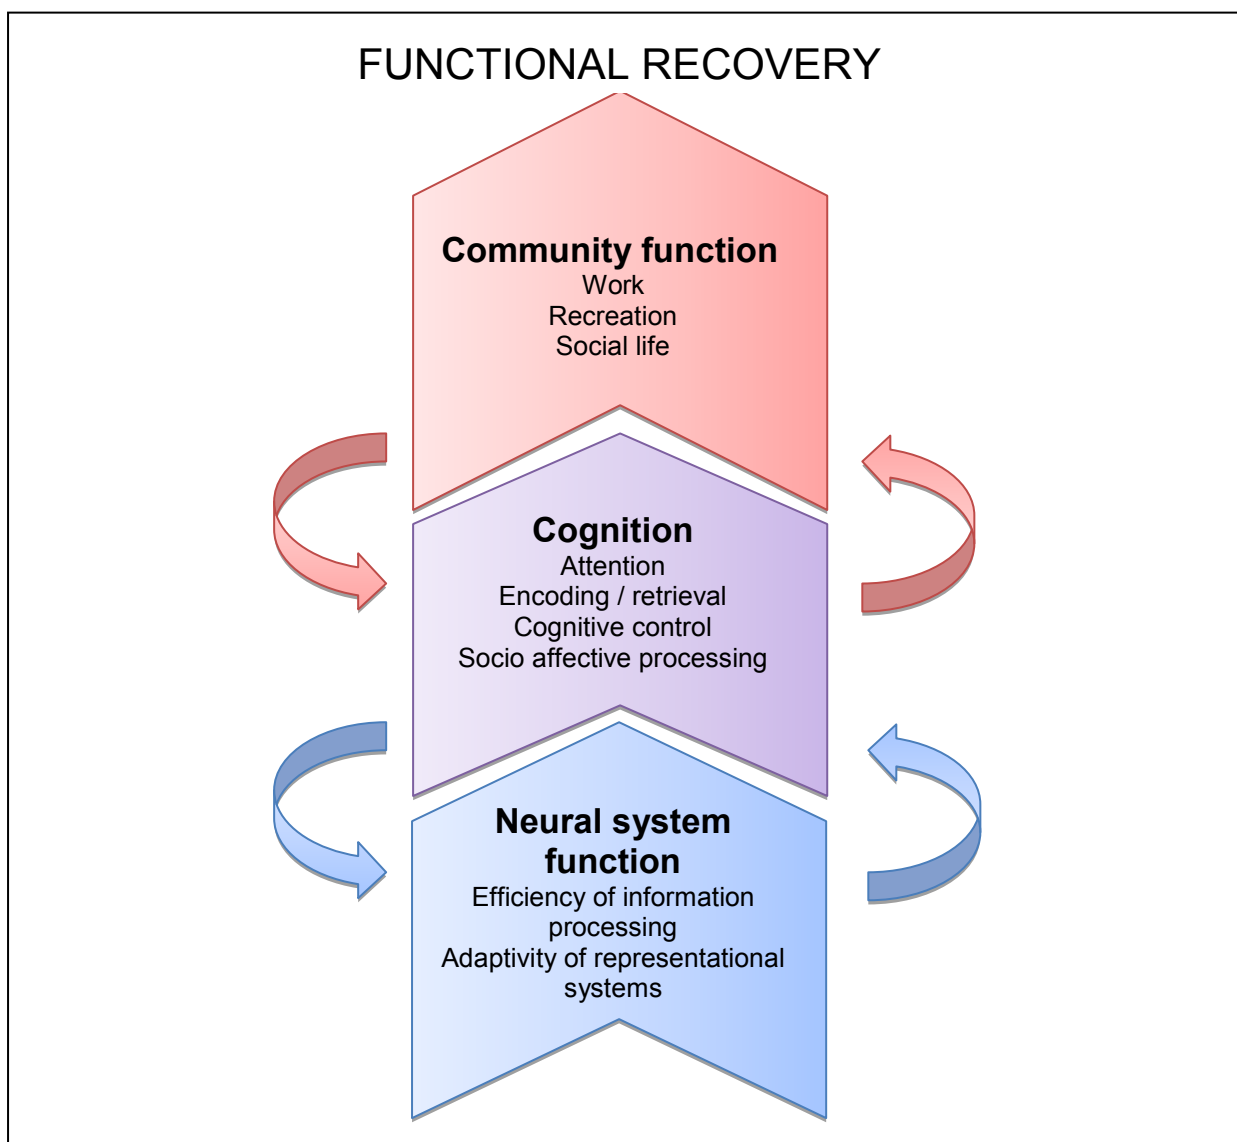 FUNCTIONAL RECOVERY
Community function
Work
Recreation
Social life
Cognition
Attention
Encoding / retrieval
Cognitive control
Socio affective processing
Neural system
function
Efficiency of information
processing
Adaptivity of representational
systems